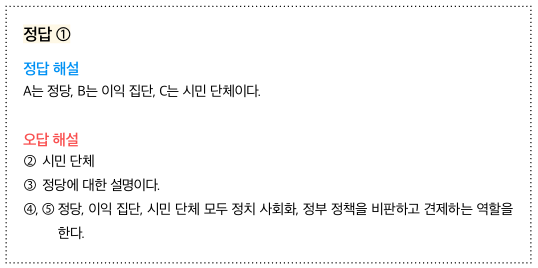 정답 ①
정답 해설
A는 정당, B는 이익 집단, C는 시민 단체이다.
오답 해설
② 시민 단체
③ 정당에 대한 설명이다.
④, ⑤ 정당, 이익 집단, 시민 단체 모두 정치 사회화, 정부 정책을 비판하고 견제하는 역할을
한다.